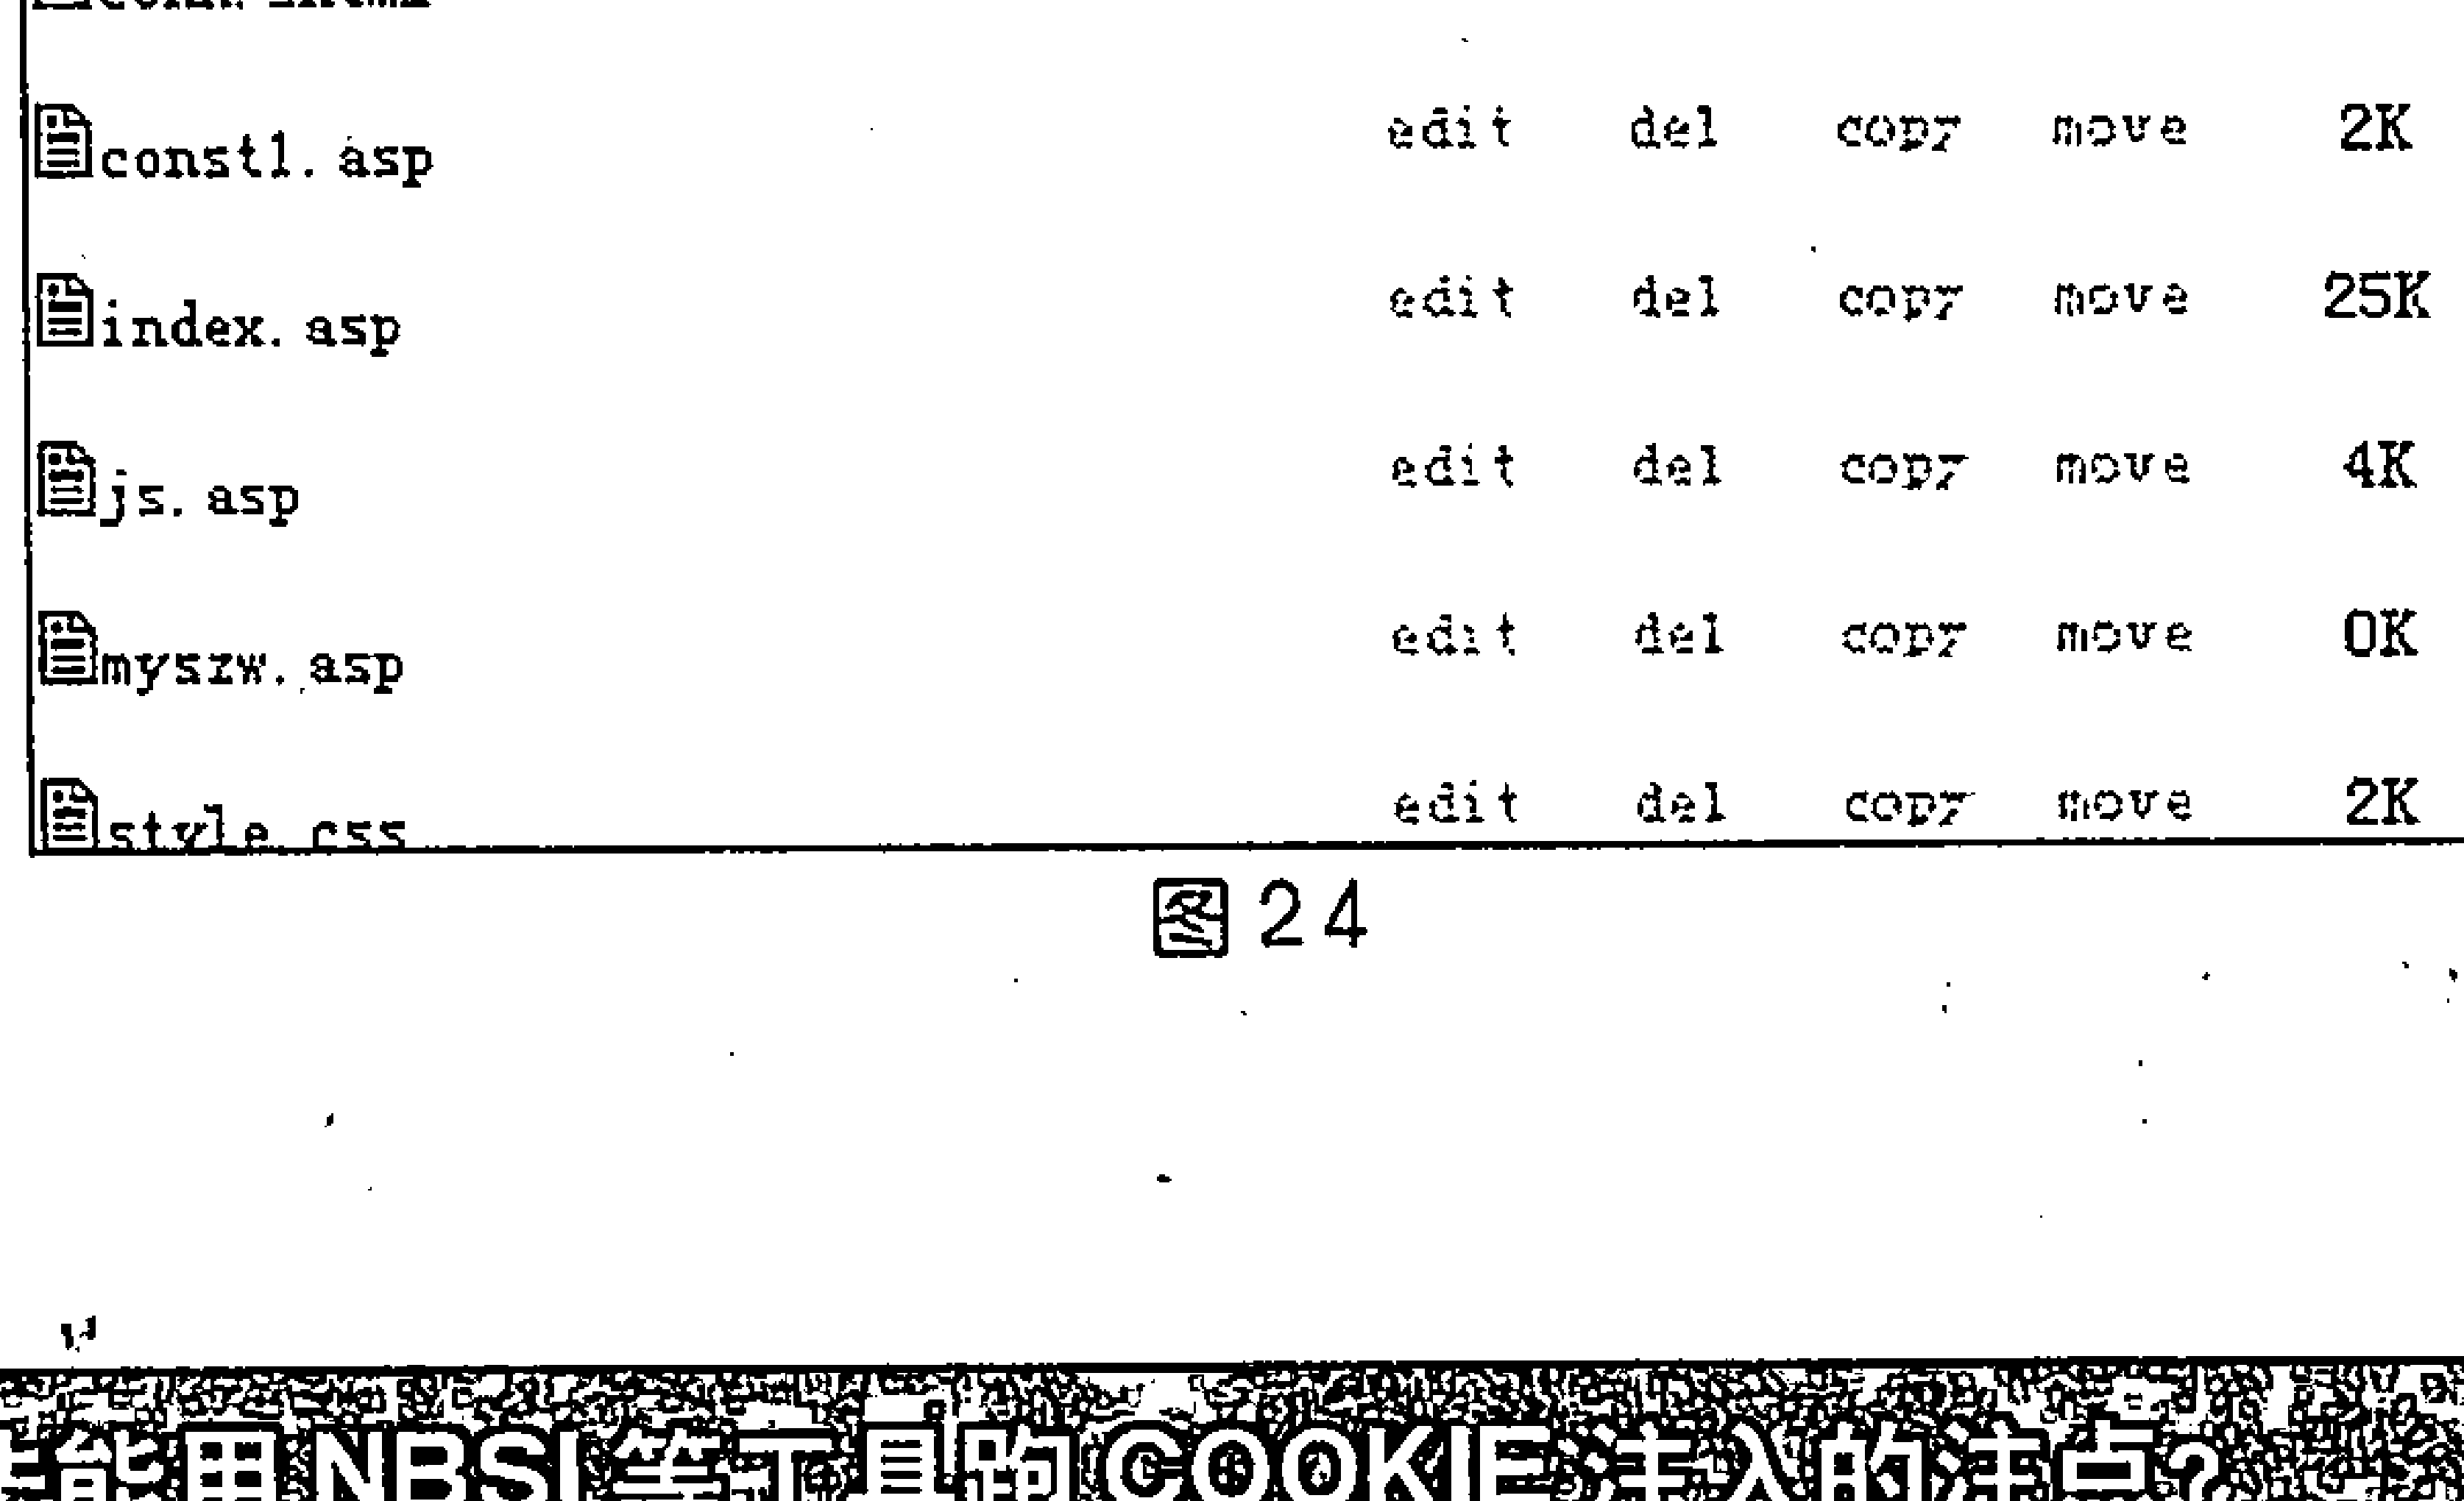 const1.asp edit del copy move 2K
index.asp edit del copy move 25K
js.asp edit del copy move 4K
myszw.asp edit del copy move 0K
style.css edit del copy move 2K
图 24
能用NBSI等工具的COOKIE注入的注点?